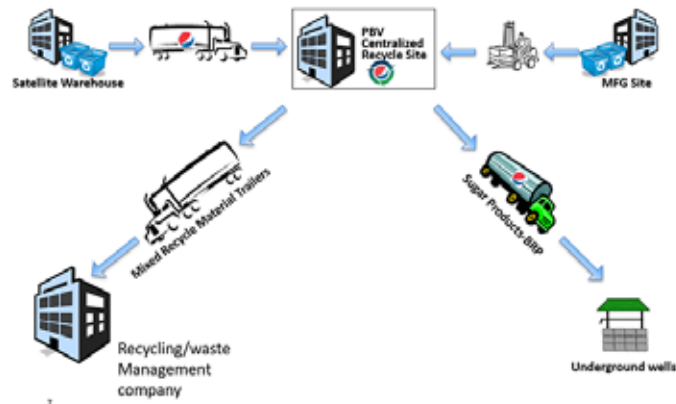 PBV
Centralized
Recycle Site
Satellite Warehouse
MFG Site
Mixed Recycle Material Trailers
Sugar Products-BRP
Recycling/waste
Management
company
Underground wells